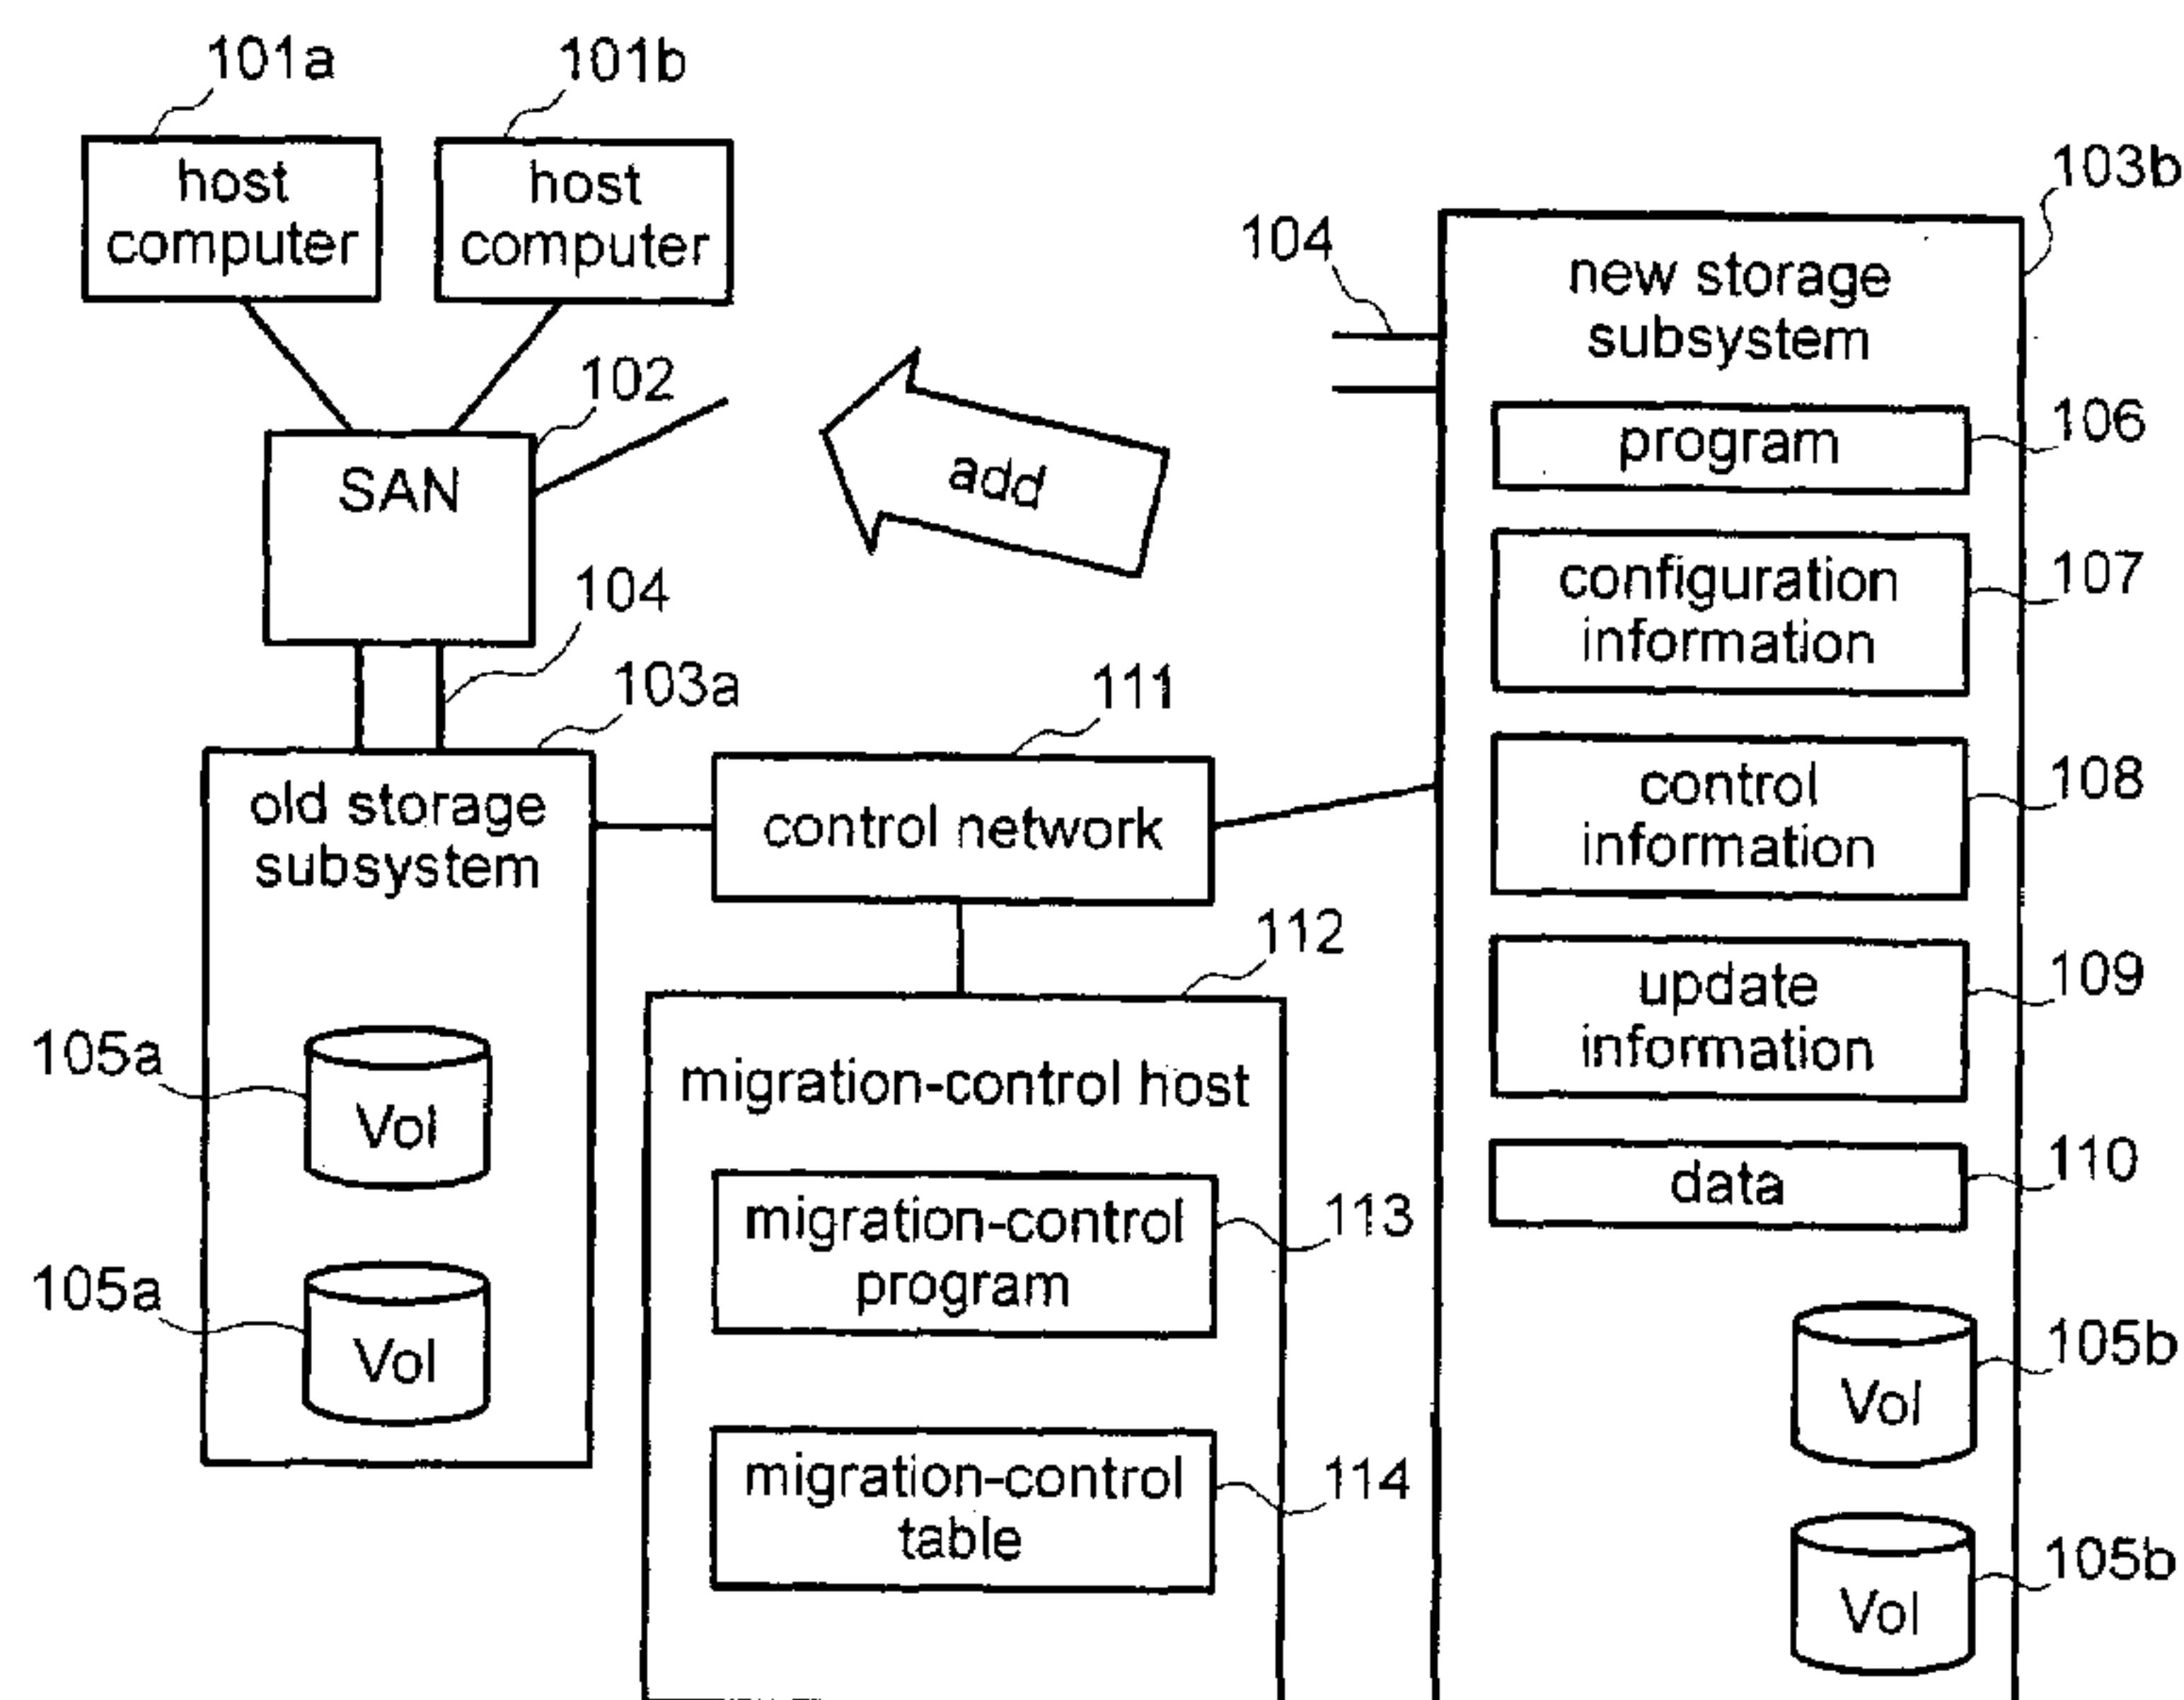 101a
101b
host
computer
host
computer
103b
104
new storage
subsystem
102
106
program
SAN
add
107
configuration
information
104
103a
111
108
control
information
old storage
subsystem
control network
112
109
update
information
105a
Vol
migration-control host
110
data
113
migration-control
program
105a
Vol
105b
Vol
114
migration-control
table
105b
Vol